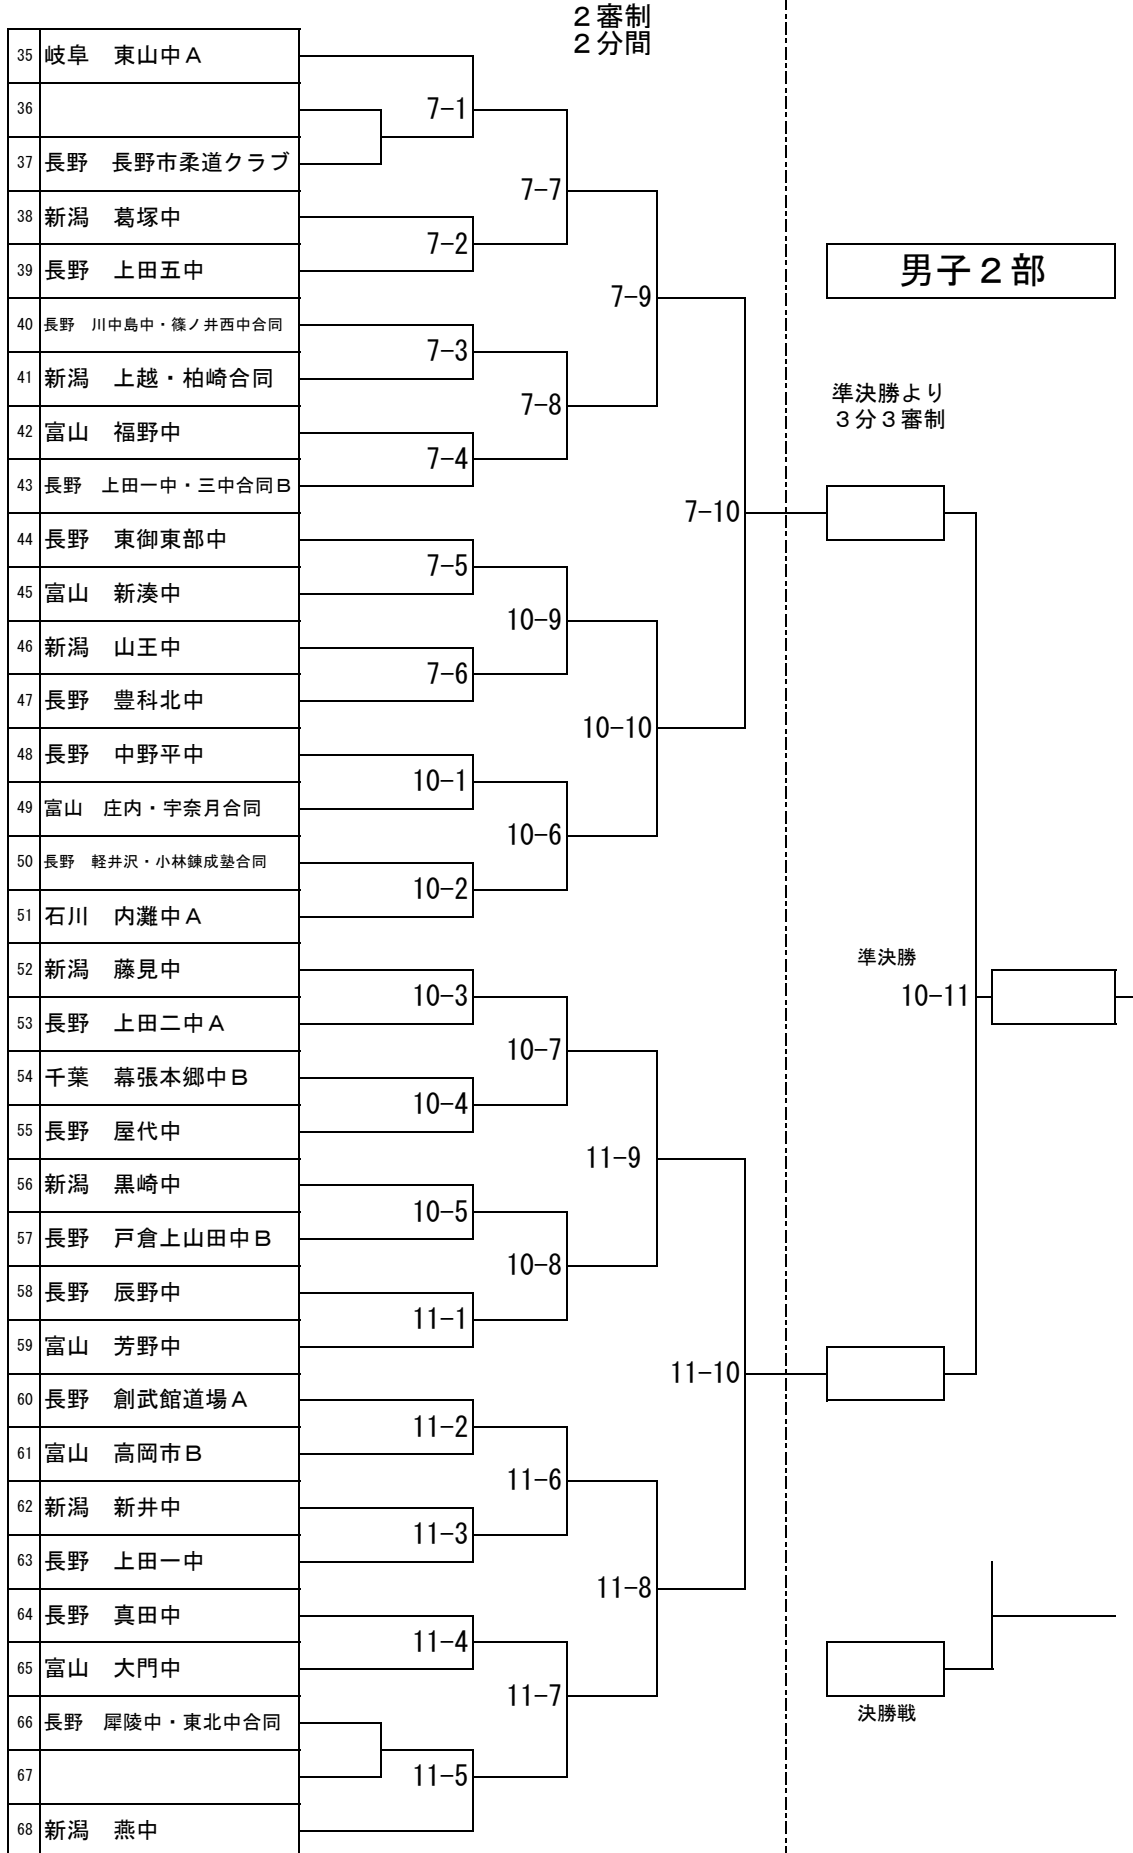 ２審制
２分間
35 岐阜　東山中Ａ
36
37 長野　長野市柔道クラブ
38 新潟　葛塚中
39 長野　上田五中
40 長野　川中島中・篠ノ井西中合同
41 新潟　上越・柏崎合同
42 富山　福野中
43 長野　上田一中・三中合同Ｂ
44 長野　東御東部中
45 富山　新湊中
46 新潟　山王中
47 長野　豊科北中
48 長野　中野平中
49 富山　庄内・宇奈月合同
50 長野　軽井沢・小林錬成塾合同
51 石川　内灘中Ａ
52 新潟　藤見中
53 長野　上田二中Ａ
54 千葉　幕張本郷中Ｂ
55 長野　屋代中
56 新潟　黒崎中
57 長野　戸倉上山田中Ｂ
58 長野　辰野中
59 富山　芳野中
60 長野　創武館道場Ａ
61 富山　高岡市Ｂ
62 新潟　新井中
63 長野　上田一中
64 長野　真田中
65 富山　大門中
66 長野　犀陵中・東北中合同
67
68 新潟　燕中
7-1
7-2
7-3
7-4
7-5
7-6
10-1
10-2
10-3
10-4
10-5
11-1
11-2
11-3
11-4
11-5
7-7
7-8
10-9
10-6
10-7
10-8
11-6
11-7
7-9
10-10
11-9
11-8
7-10
11-10
男子２部
準決勝より
３分３審制
準決勝
10-11
決勝戦